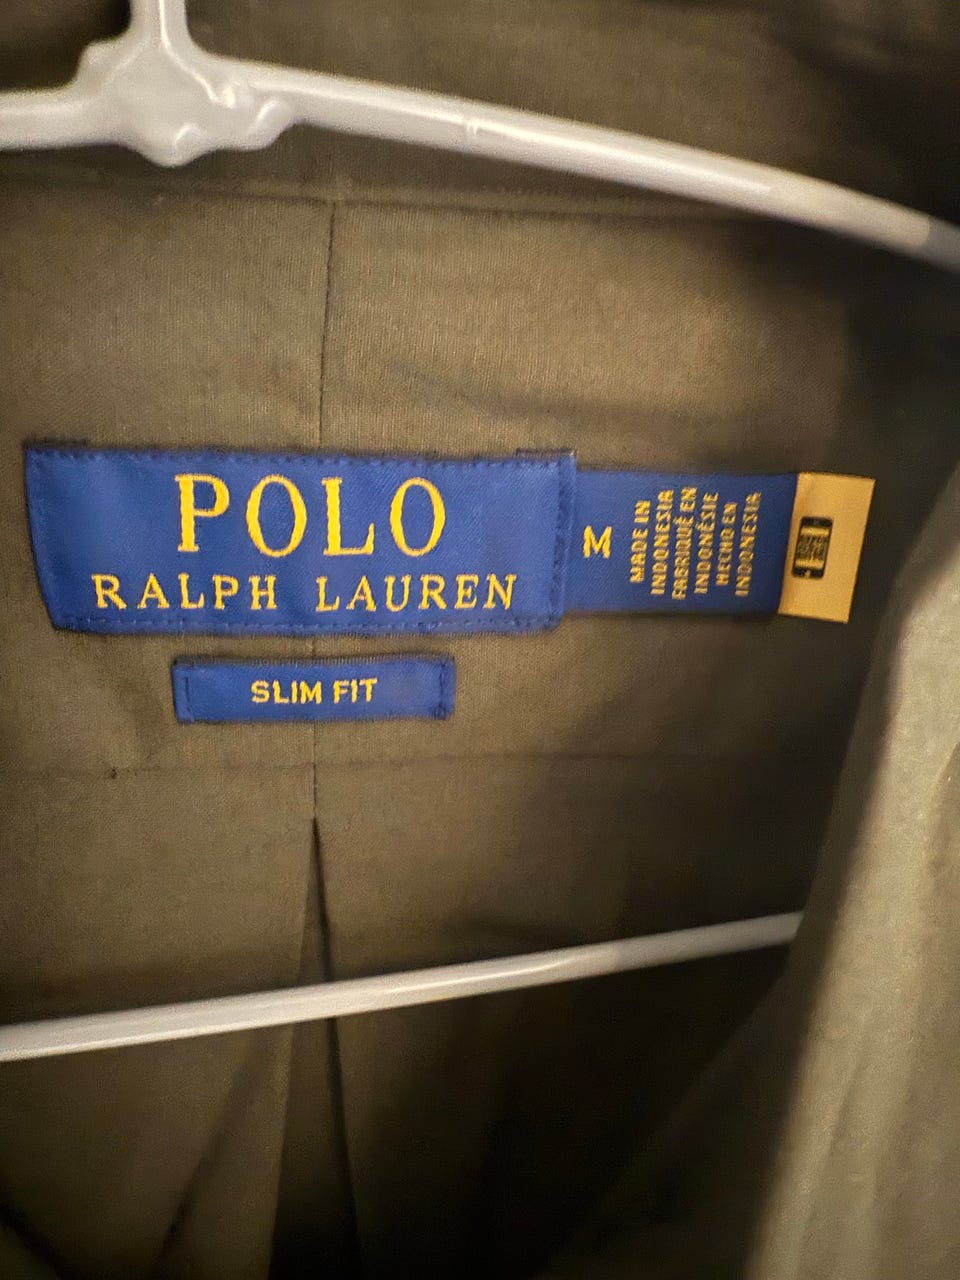 POLO
RALPH LAUREN
M
MADE IN
INDONESIA
FABRIQUÉ EN
INDONÉSIE
HECHO EN
INDONESIA
SLIM FIT